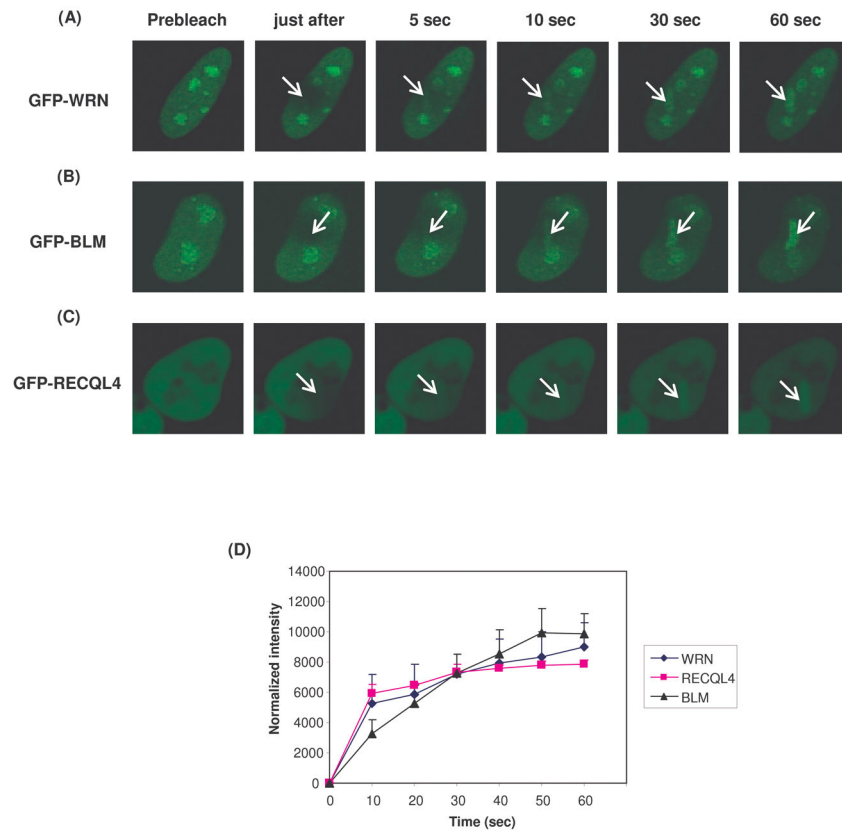 (A)
Prebleach just after 5 sec 10 sec 30 sec 60 sec
GFP-WRN
(B)
GFP-BLM
(C)
GFP-RECQL4
(D)
Normalized intensity
14000
12000
10000
8000
6000
4000
2000
0
0 10 20 30 40 50 60
Time (sec)
WRN
RECQL4
BLM